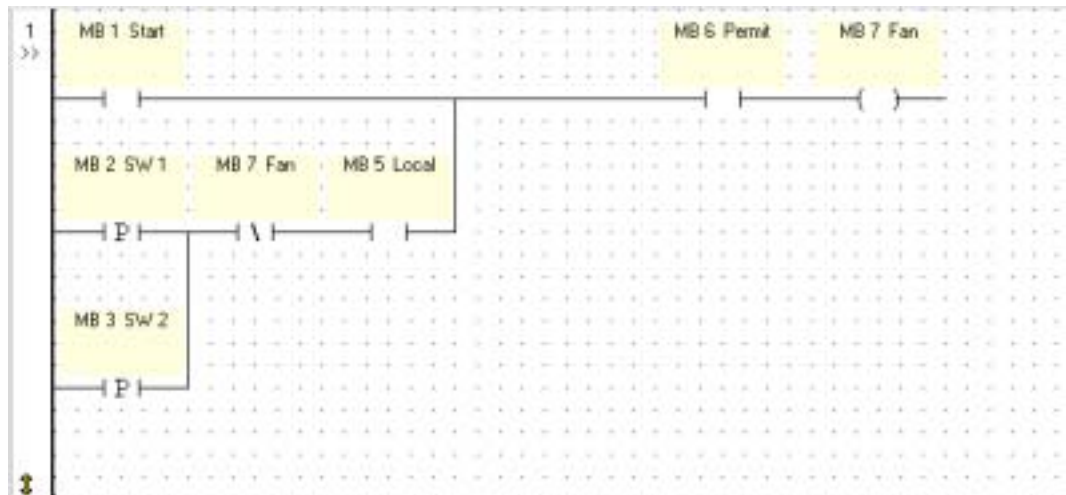 1
>>
MB 1 Start
MB 6 Permit
MB 7 Fan
MB 2 SW 1
MB 7 Fan
MB 5 Local
P
MB 3 SW 2
P